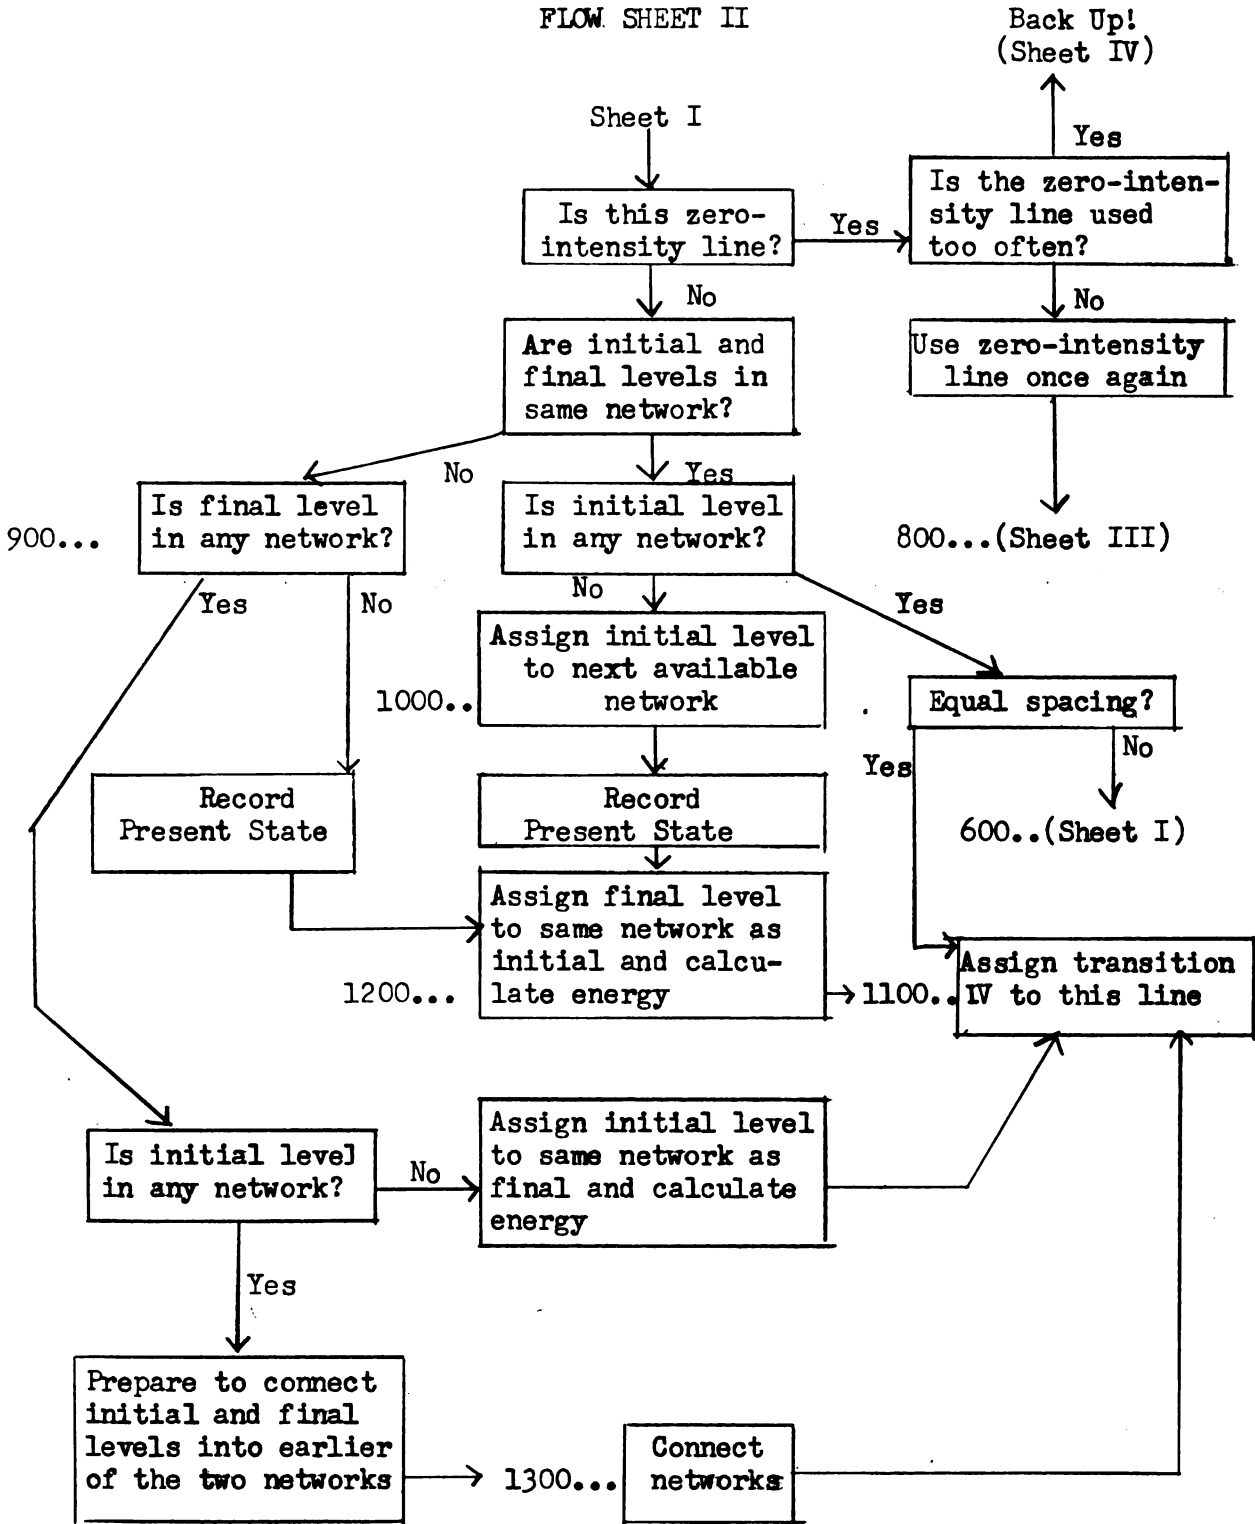 FLOW SHEET II
Back Up!
(Sheet IV)
Sheet I
Yes
Is this zero-
intensity line?
Yes
Is the zero-inten-
sity line used
too often?
No
No
Are initial and
final levels in
same network?
Use zero-intensity
line once again
No
Yes
900...
Is final level
in any network?
Is initial level
in any network?
800...(Sheet III)
Yes
No
No
Yes
Assign initial level
to next available
network
1000..
Equal spacing?
Yes
No
Record
Present State
Record
Present State
600..(Sheet I)
Assign final level
to same network as
initial and calcu-
late energy
1200...
1100..
Assign transition
IV to this line
Is initial level
in any network?
No
Assign initial level
to same network as
final and calculate
energy
Yes
Prepare to connect
initial and final
levels into earlier
of the two networks
1300...
Connect
networks